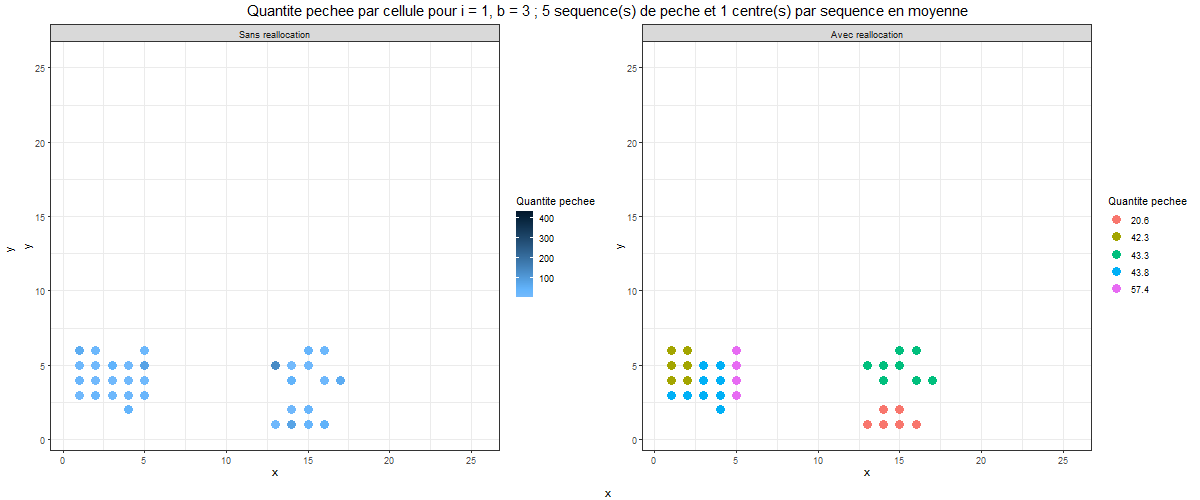 Quantite pechee par cellule pour i = 1, b = 3 ; 5 sequence(s) de peche et 1 centre(s) par sequence en moyenne
Sans reallocation
25
20
15
10
5
0
y
y
0 5 10 15 20 25
x
Quantite pechee
400
300
200
100
Avec reallocation
25
20
15
10
5
0
y
0 5 10 15 20 25
x
Quantite pechee
20.6
42.3
43.3
43.8
57.4
x